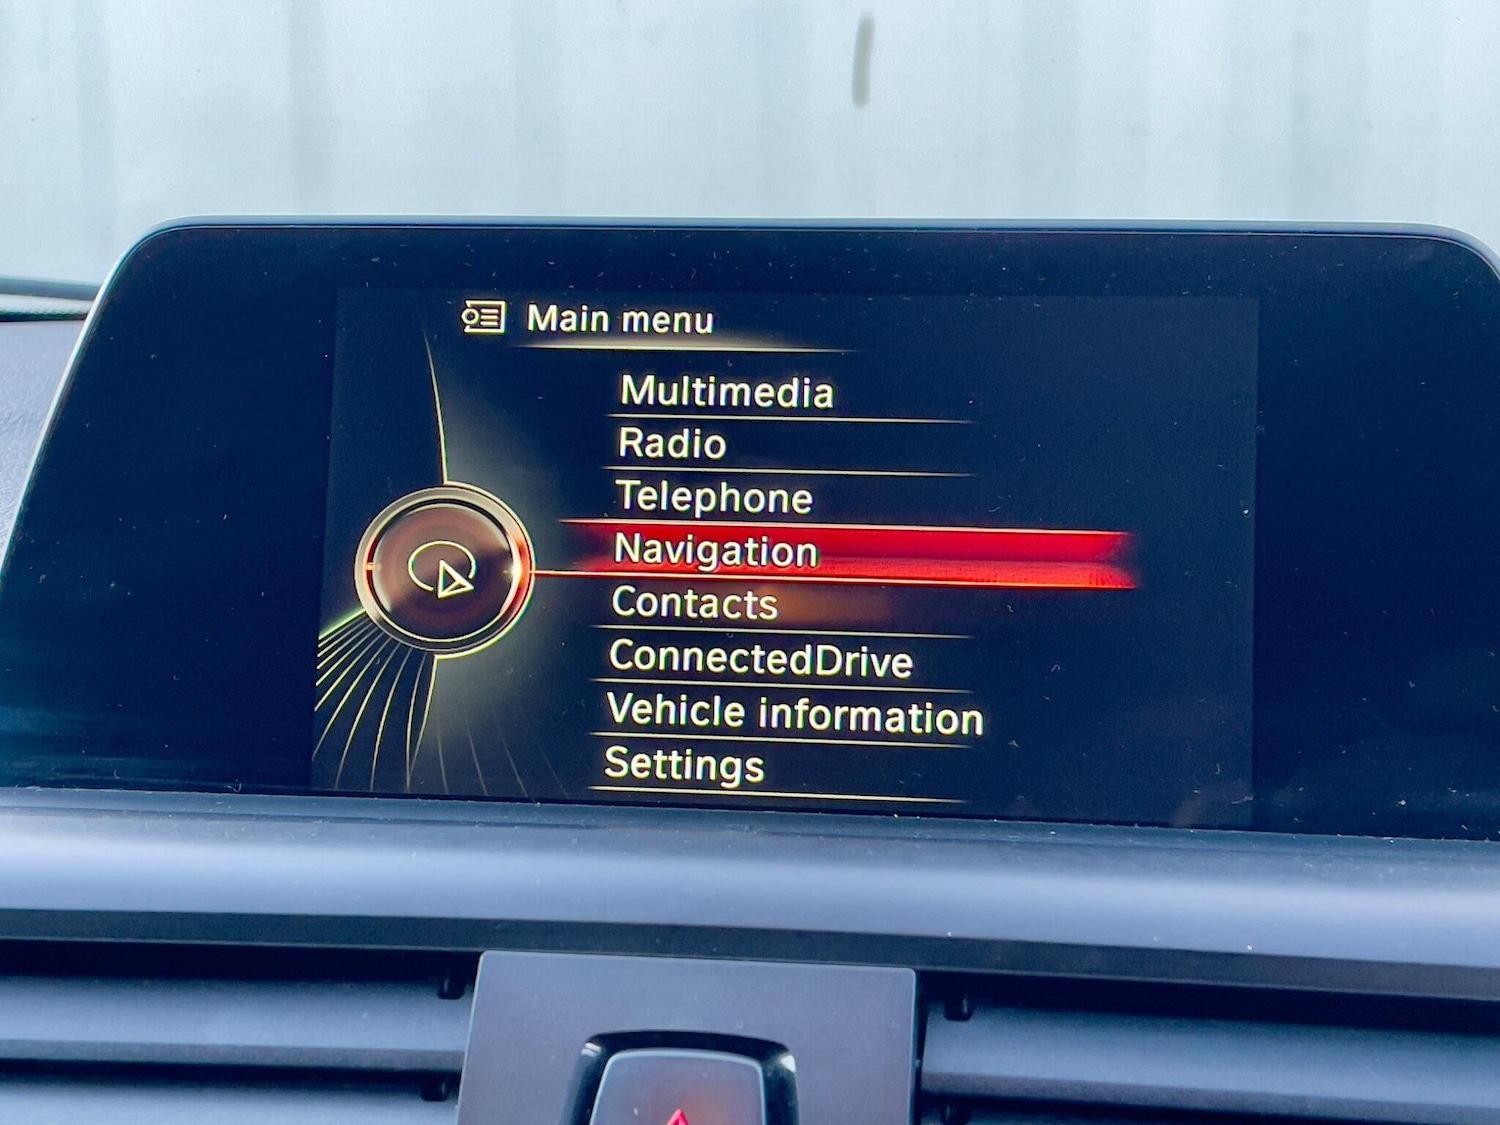 Main menu
Multimedia
Radio
Telephone
Navigation
Contacts
ConnectedDrive
Vehicle information
Settings